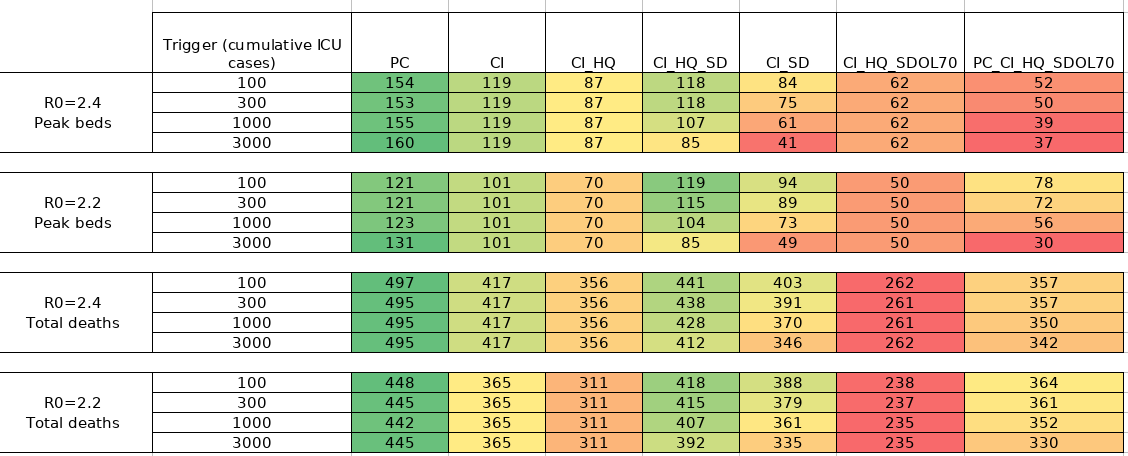 Trigger (cumulative ICU cases) PC CI CI_HQ CI_HQ_SD CI_SD CI_HQ_SDOL70 PC_CI_HQ_SDOL70
R0=2.4 Peak beds
100 154 119 87 118 84 62 52
300 153 119 87 118 75 62 50
1000 155 119 87 107 61 62 39
3000 160 119 87 85 41 62 37
R0=2.2 Peak beds
100 121 101 70 119 94 50 78
300 121 101 70 115 89 50 72
1000 123 101 70 104 73 50 56
3000 131 101 70 85 49 50 30
R0=2.4 Total deaths
100 497 417 356 441 403 262 357
300 495 417 356 438 391 261 357
1000 495 417 356 428 370 261 350
3000 495 417 356 412 346 262 342
R0=2.2 Total deaths
100 448 365 311 418 388 238 364
300 445 365 311 415 379 237 361
1000 442 365 311 407 361 235 352
3000 445 365 311 392 335 235 330